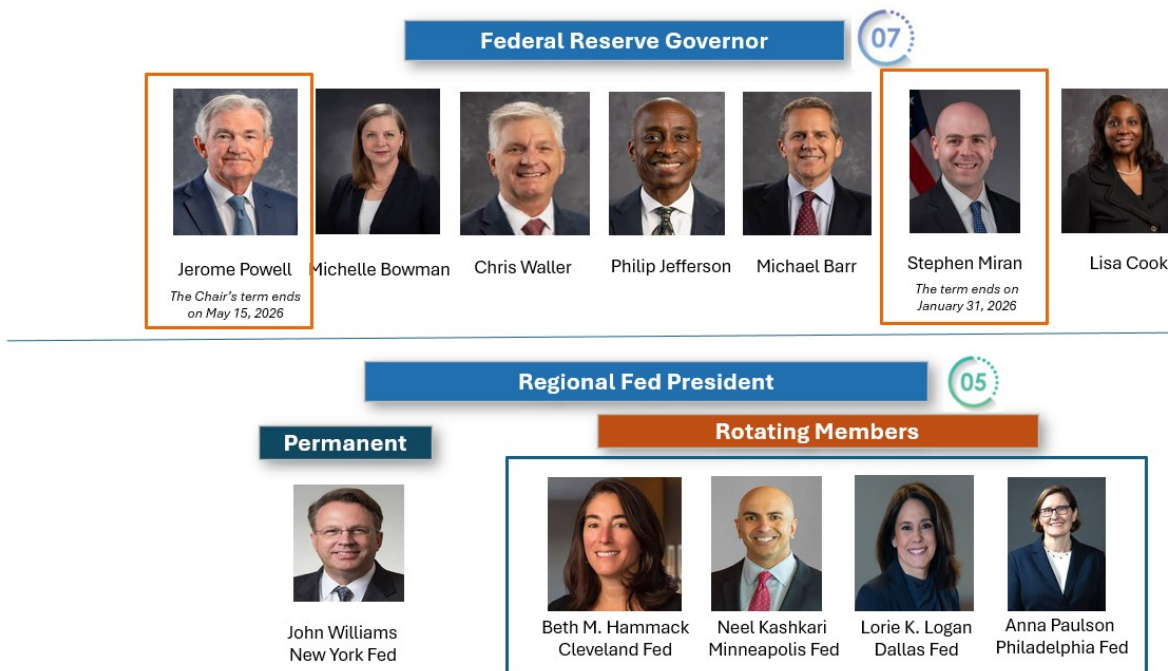 Federal Reserve Governor
07
Jerome Powell
The Chair's term ends
on May 15, 2026
Michelle Bowman
Chris Waller
Philip Jefferson
Michael Barr
Stephen Miran
The term ends on
January 31, 2026
Lisa Cook
Regional Fed President
05
Permanent
Rotating Members
John Williams
New York Fed
Beth M. Hammack
Cleveland Fed
Neel Kashkari
Minneapolis Fed
Lorie K. Logan
Dallas Fed
Anna Paulson
Philadelphia Fed